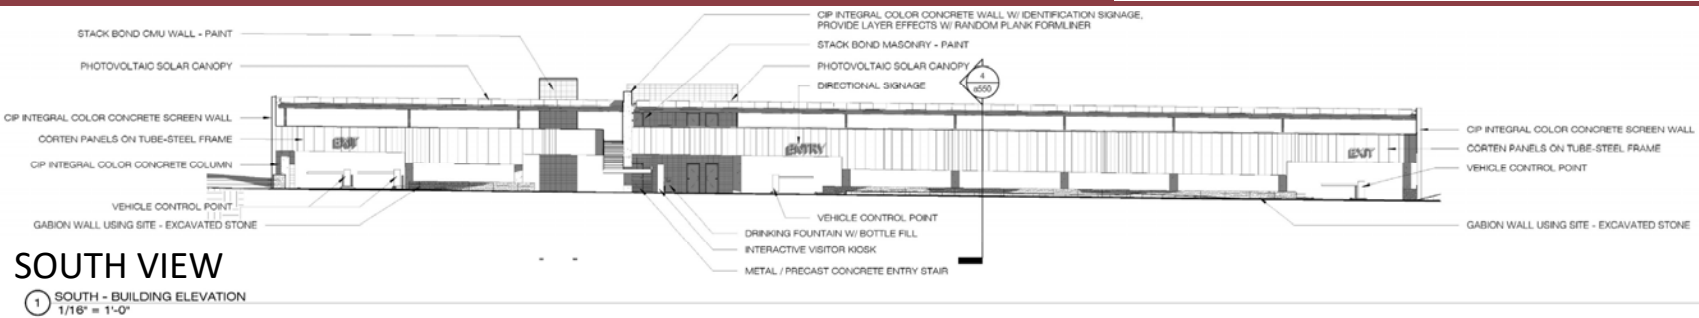 CIP INTEGRAL COLOR CONCRETE WALL W/ IDENTIFICATION SIGNAGE,
PROVIDE LAYER EFFECTS W/ RANDOM PLANK FORMLINER
STACK BOND CMU WALL - PAINT
STACK BOND MASONRY - PAINT
PHOTOVOLTAIC SOLAR CANOPY
PHOTOVOLTAIC SOLAR CANOPY
4
a550
DIRECTIONAL SIGNAGE
CIP INTEGRAL COLOR CONCRETE SCREEN WALL
CORTEN PANELS ON TUBE-STEEL FRAME
CIP INTEGRAL COLOR CONCRETE COLUMN
EXIT
ENTRY
EXIT
CIP INTEGRAL COLOR CONCRETE SCREEN WALL
CORTEN PANELS ON TUBE-STEEL FRAME
VEHICLE CONTROL POINT
VEHICLE CONTROL POINT
GABION WALL USING SITE - EXCAVATED STONE
VEHICLE CONTROL POINT
DRINKING FOUNTAIN W/ BOTTLE FILL
INTERACTIVE VISITOR KIOSK
METAL / PRECAST CONCRETE ENTRY STAIR
GABION WALL USING SITE - EXCAVATED STONE
SOUTH VIEW
1 SOUTH - BUILDING ELEVATION
1/16" = 1'-0"